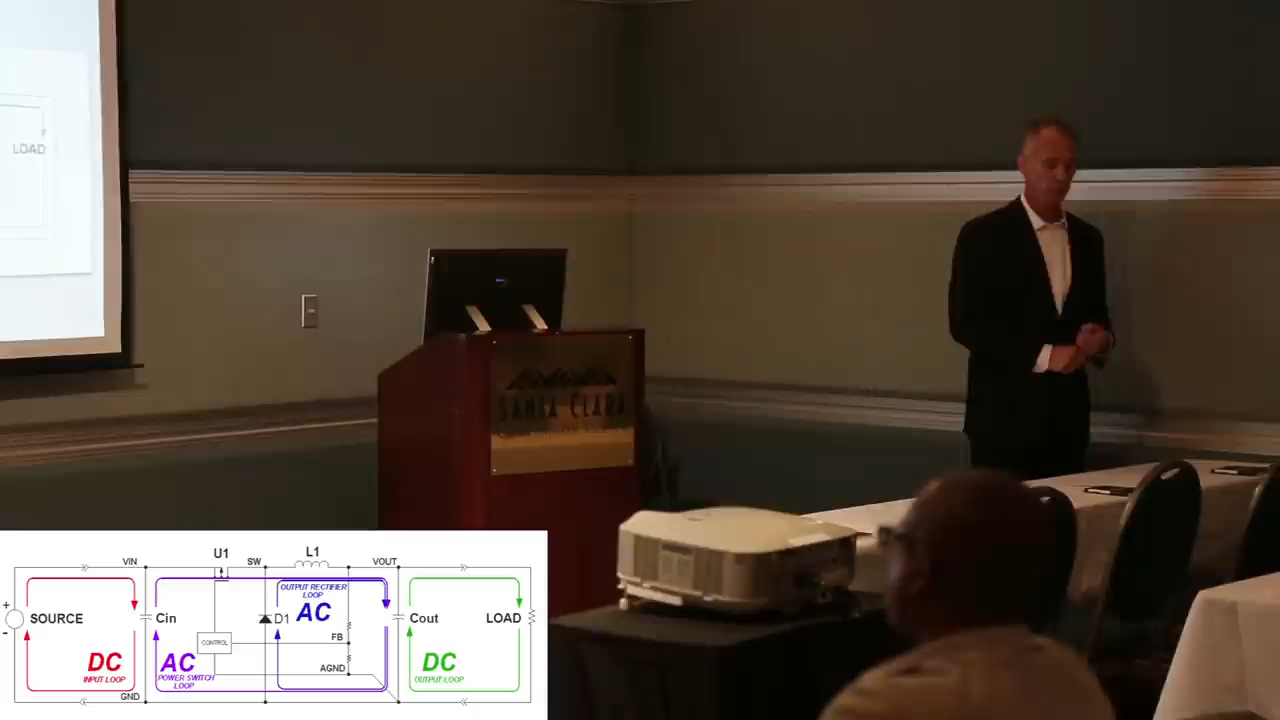 LOAD
SANTA CLARA
U1
L1
VIN
SW
VOUT
OUTPUT RECTIFIER
LOOP
AC
+
SOURCE
-
Cin
D1
Cout
LOAD
CONTROL
FB
DC
INPUT LOOP
AC
POWER SWITCH
LOOP
AGND
DC
OUTPUT LOOP
GND